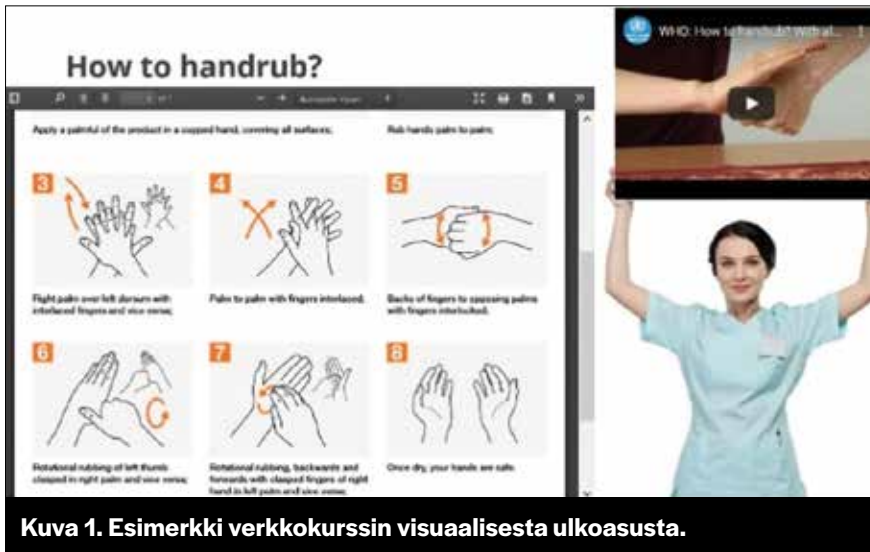 How to handrub?
WHO: How to handrub? With al...
Apply a palmful of the product in a cupped hand, covering all surfaces;
Rub hands palm to palm;
3
4
5
Right palm over left dorsum with
interlaced fingers and vice versa;
Palm to palm with fingers interlaced;
Backs of fingers to opposing palms
with fingers interlocked;
6
7
8
Rotational rubbing of left thumb
clasped in right palm and vice versa;
Rotational rubbing, backwards and
forwards with clasped fingers of right
hand in left palm and vice versa;
Once dry, your hands are safe.
Kuva 1. Esimerkki verkkokurssin visuaalisesta ulkoasusta.